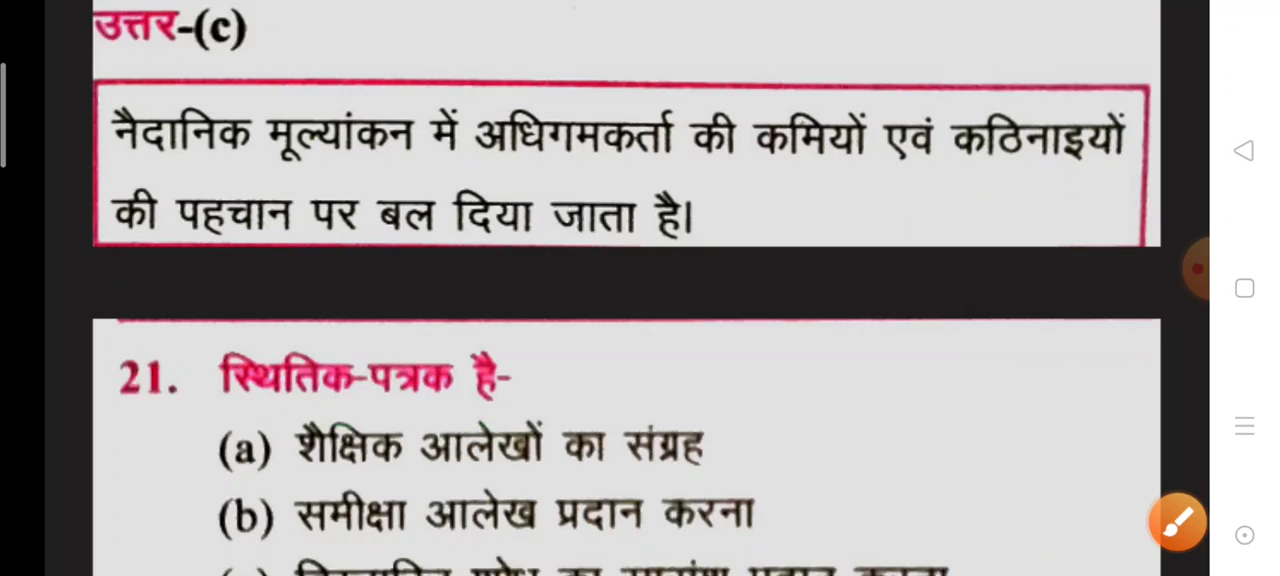 उत्तर-(c)
नैदानिक मूल्यांकन में अधिगमकर्ता की कमियों एवं कठिनाइयों
की पहचान पर बल दिया जाता है।
21. स्थितिक-पत्रक है-
(a) शैक्षिक आलेखों का संग्रह
(b) समीक्षा आलेख प्रदान करना